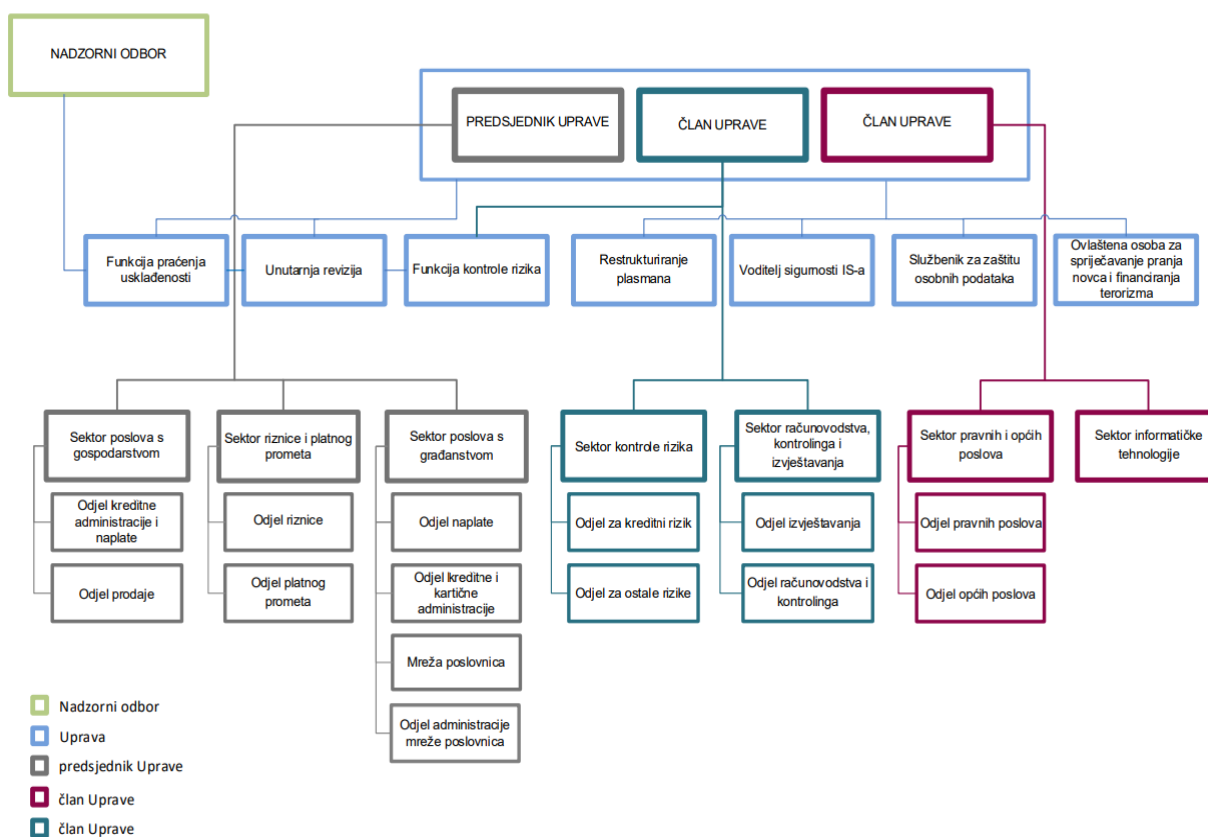 NADZORNI ODBOR
PREDSJEDNIK UPRAVE
ČLAN UPRAVE
ČLAN UPRAVE
Funkcija praćenja
usklađenosti
Unutarnja revizija
Funkcija kontrole rizika
Restrukturiranje
plasmana
Voditelj sigurnosti IS-a
Službenik za zaštitu
osobnih podataka
Ovlaštena osoba za
spriječavanje pranja
novca i financiranja
terorizma
Sektor poslova s
gospodarstvom
Sektor riznice i platnog
prometa
Sektor poslova s
građanstvom
Sektor kontrole rizika
Sektor računovodstva,
kontrolinga i
izvještavanja
Sektor pravnih i općih
poslova
Sektor informatičke
tehnologije
Odjel kreditne
administracije i
naplate
Odjel riznice
Odjel naplate
Odjel za kreditni rizik
Odjel izvještavanja
Odjel pravnih poslova
Odjel prodaje
Odjel platnog
prometa
Odjel kreditne i
kartične
administracije
Odjel za ostale rizike
Odjel računovodstva i
kontrolinga
Odjel općih poslova
Mreža poslovnica
Odjel administracije
mreže poslovnica
Nadzorni odbor
Uprava
predsjednik Uprave
član Uprave
član Uprave